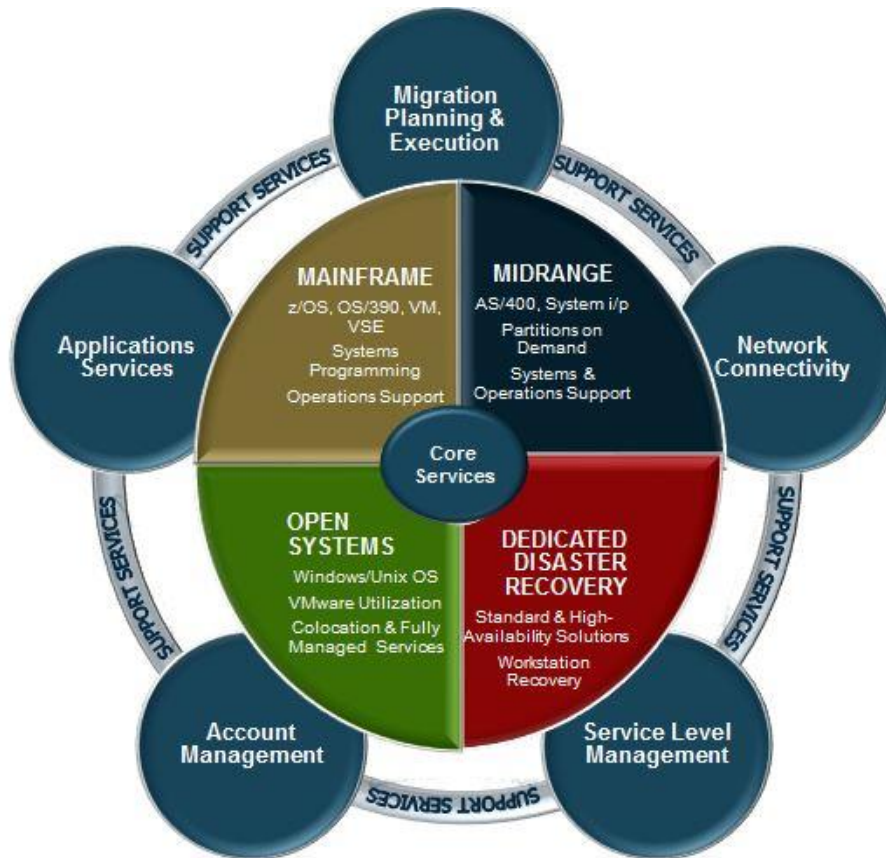 Migration
Planning &
Execution
SUPPORT SERVICES
SUPPORT SERVICES
MAINFRAME
z/OS, OS/390, VM,
VSE
Systems
Programming
Operations Support
MIDRANGE
AS/400, System i/p
Partitions on
Demand
Systems &
Operations Support
Applications
Services
Network
Connectivity
Core
Services
OPEN
SYSTEMS
Windows/Unix OS
VMware Utilization
Colocation & Fully
Managed Services
DEDICATED
DISASTER
RECOVERY
Standard & High-
Availability Solutions
Workstation
Recovery
SUPPORT SERVICES
SUPPORT SERVICES
Account
Management
Service Level
Management
SUPPORT SERVICES